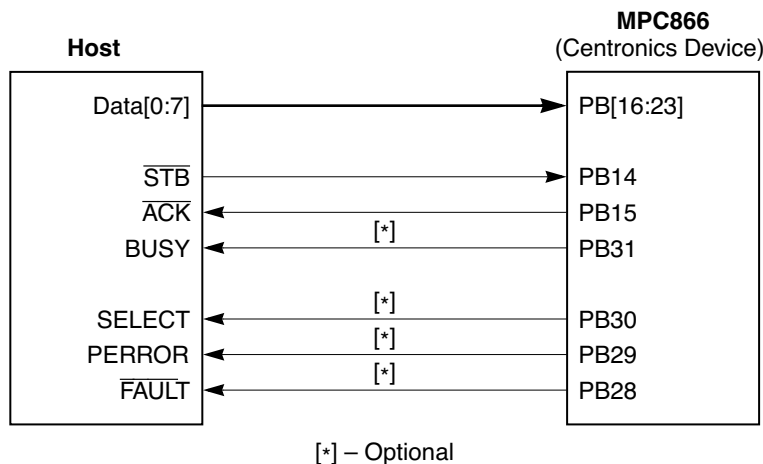 MPC866
Host (Centronics Device)
Data[0:7] PB[16:23]
STB PB14
ACK PB15
BUSY [*] PB31
SELECT [*] PB30
PERROR [*] PB29
FAULT [*] PB28
[*] – Optional